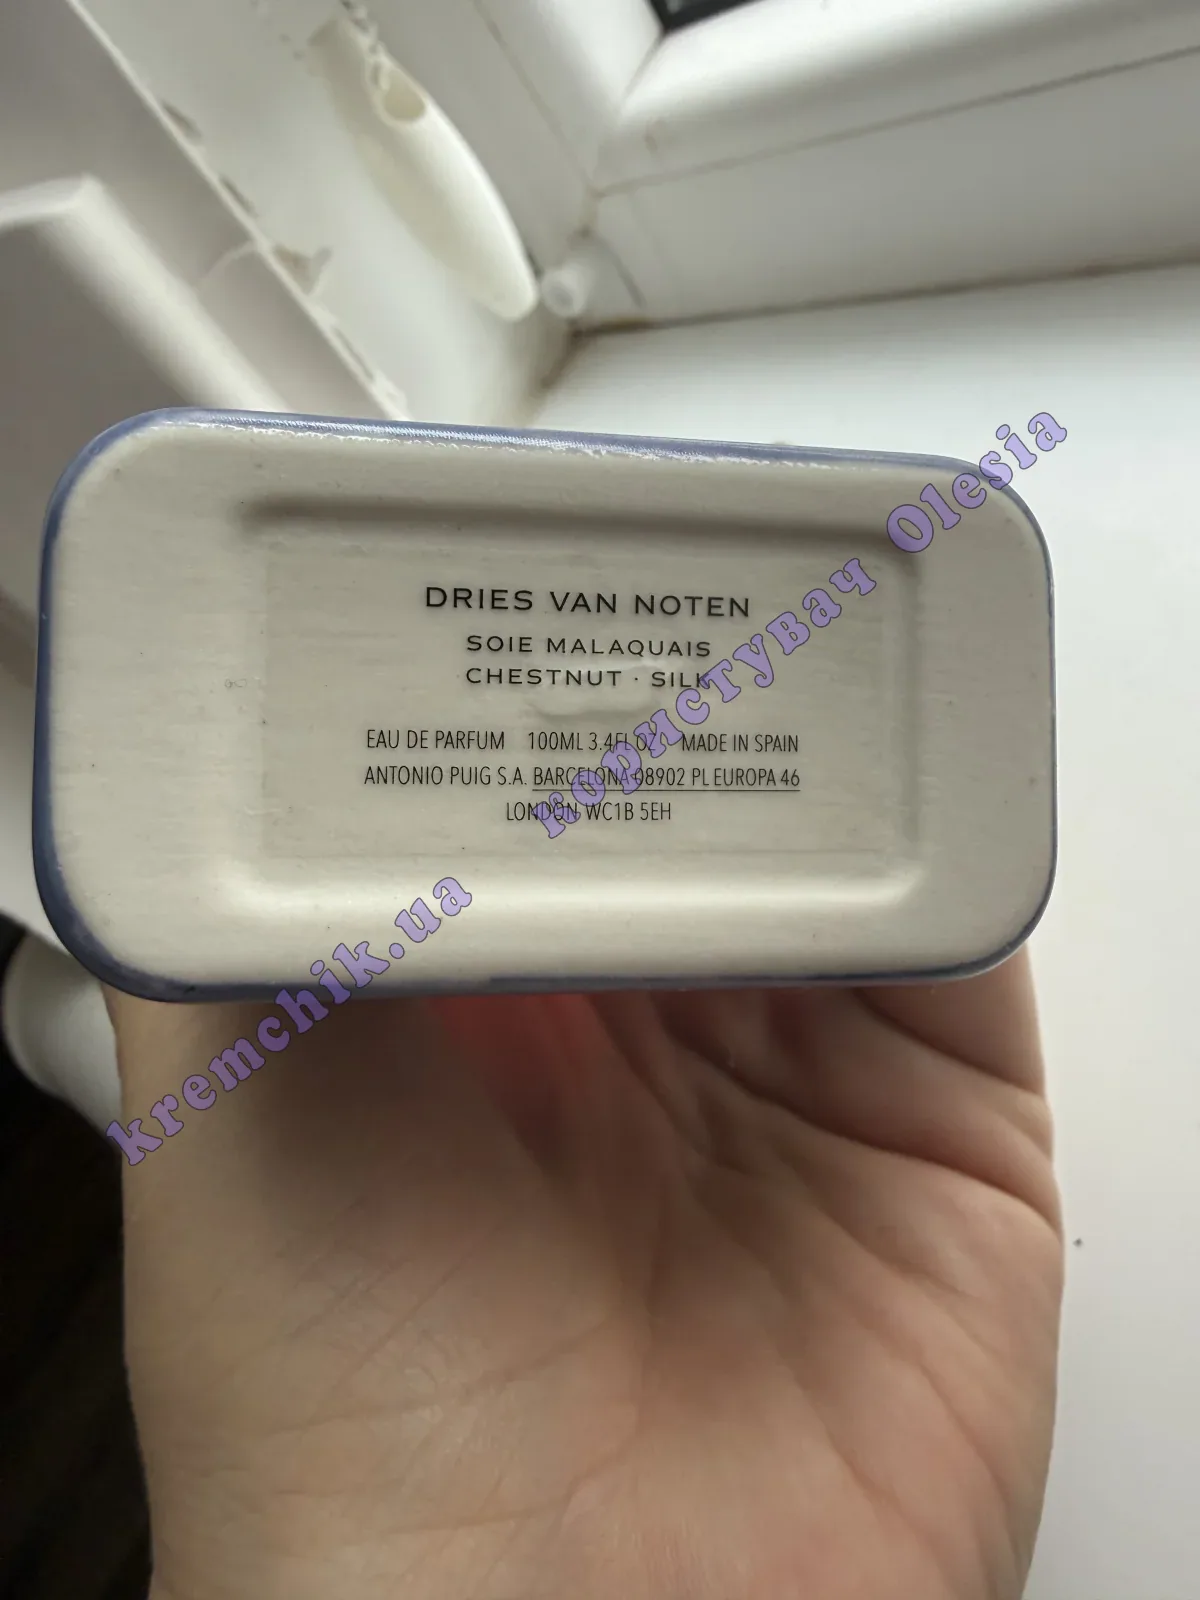 DRIES VAN NOTEN
SOIE MALAQUAIS
CHESTNUT · SILK
EAU DE PARFUM 100ML 3.4FL OZ MADE IN SPAIN
ANTONIO PUIG S.A. BARCELONA 08902 PL EUROPA 46
LONDON WC1B 5EH
kremchik.ua користувач Olesia